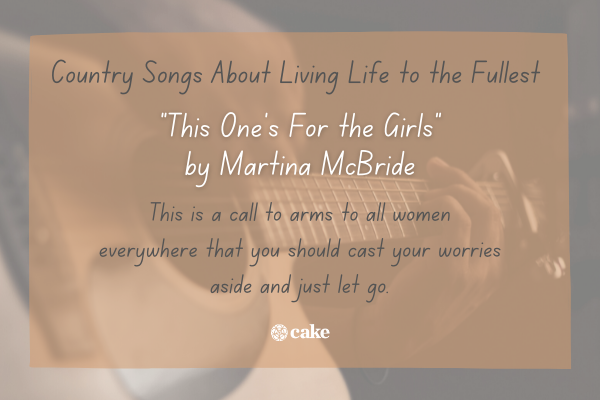 Country Songs About Living Life to the Fullest
"This One's For the Girls"
by Martina McBride
This is a call to arms to all women
everywhere that you should cast your worries
aside and just let go.
cake